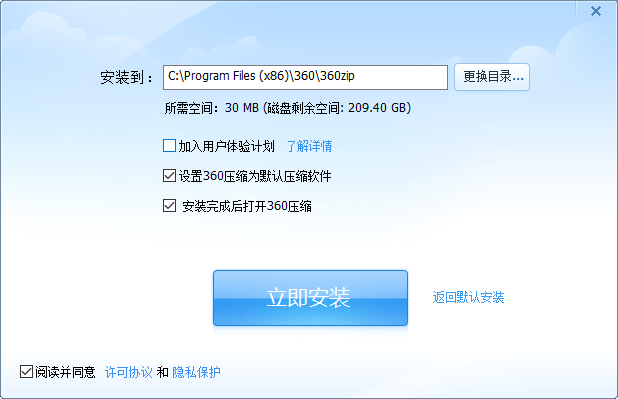 安装到： C:\Program Files (x86)\360\360zip 更换目录...
所需空间：30 MB (磁盘剩余空间: 209.40 GB)
加入用户体验计划 了解详情
设置360压缩为默认压缩软件
安装完成后打开360压缩
立即安装 返回默认安装
阅读并同意 许可协议 和 隐私保护